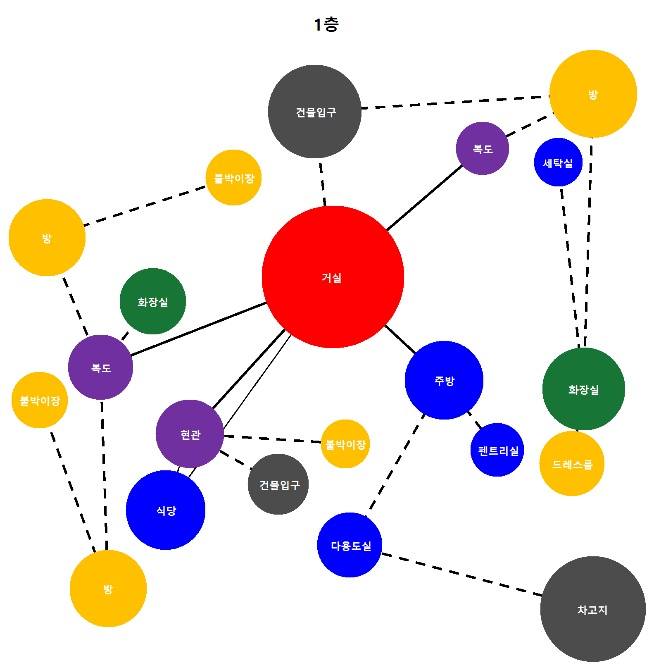 1층
방
건물입구
복도
세탁실
붙박이장
방
거실
화장실
복도
주방
화장실
붙박이장
현관
붙박이장
펜트리실
드레스룸
건물입구
식당
다용도실
방
차고지